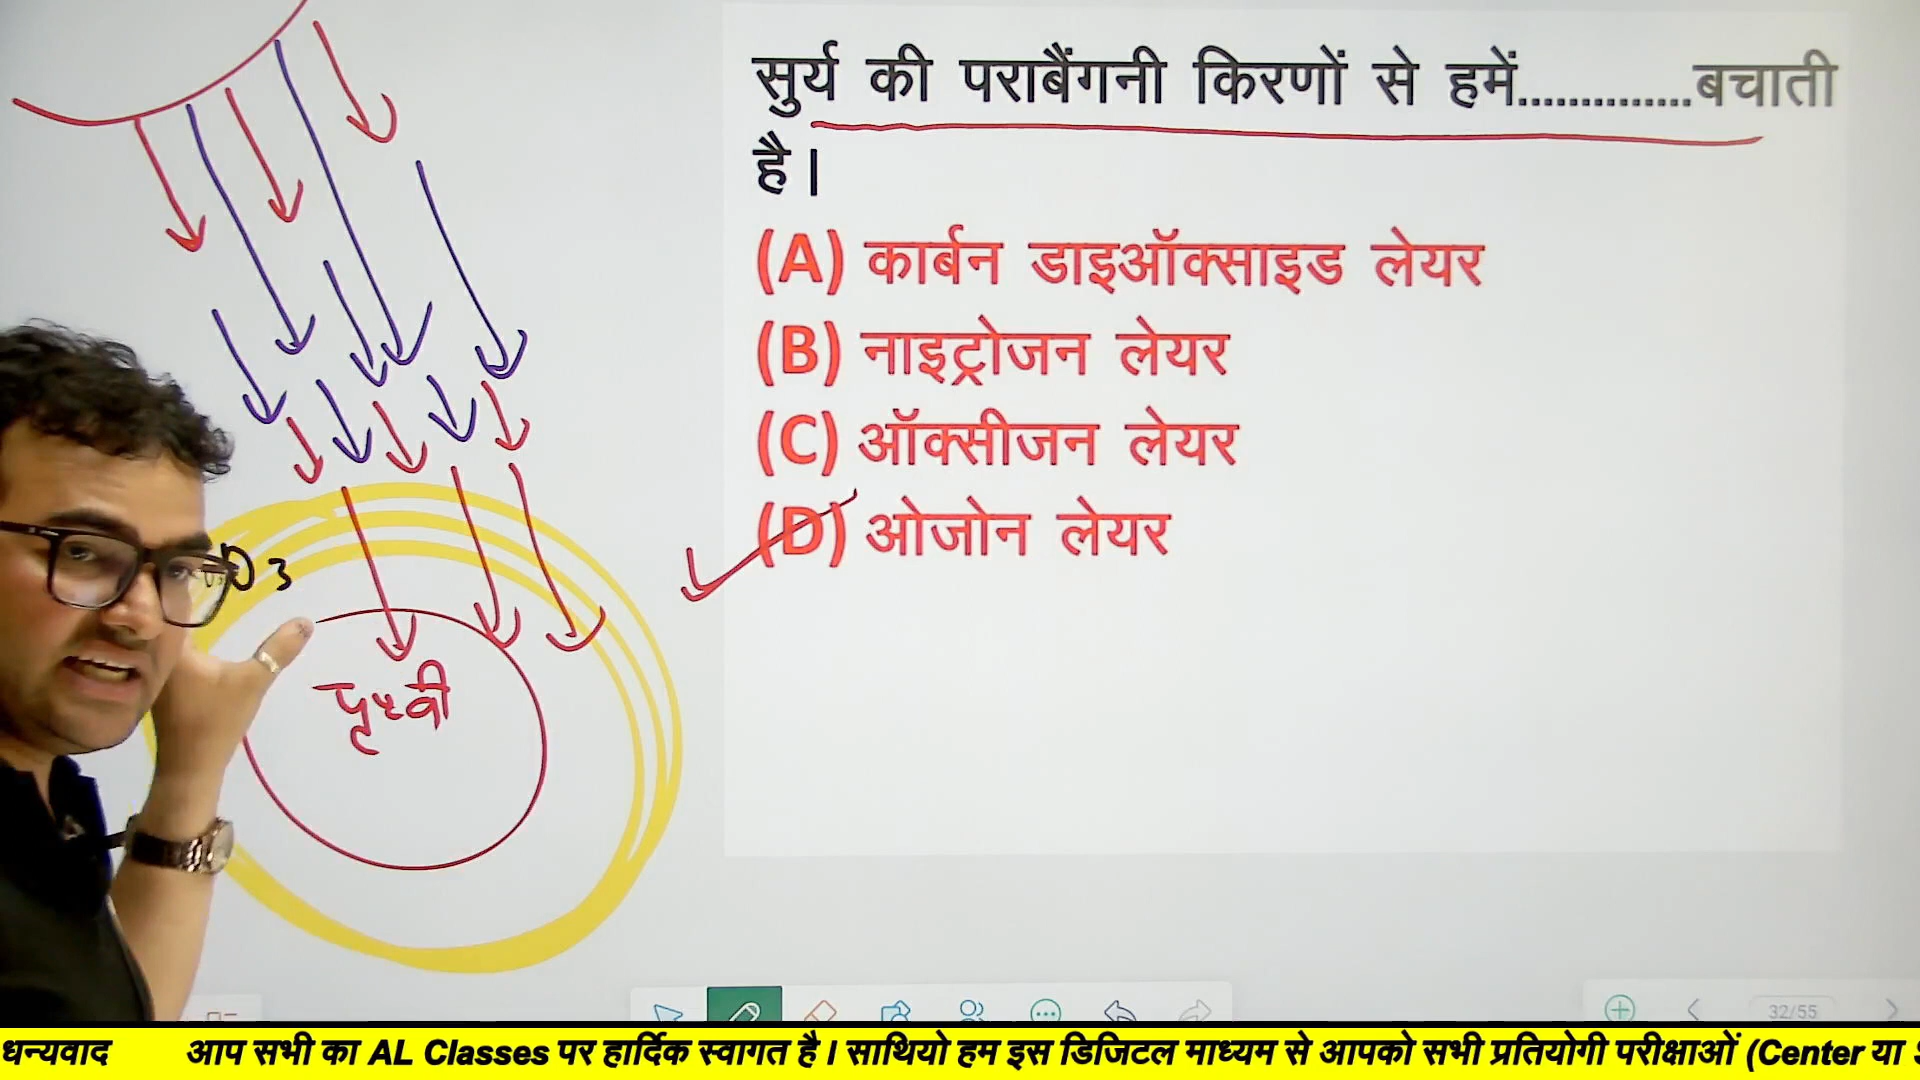 सुर्य की पराबैंगनी किरणों से हमें..............बचाती
है।
(A) कार्बन डाइऑक्साइड लेयर
(B) नाइट्रोजन लेयर
(C) ऑक्सीजन लेयर
(D) ओजोन लेयर
O3
पृथ्वी
32/55
धन्यवाद आप सभी का AL Classes पर हार्दिक स्वागत है । साथियो हम इस डिजिटल माध्यम से आपको सभी प्रतियोगी परीक्षाओं (Center या